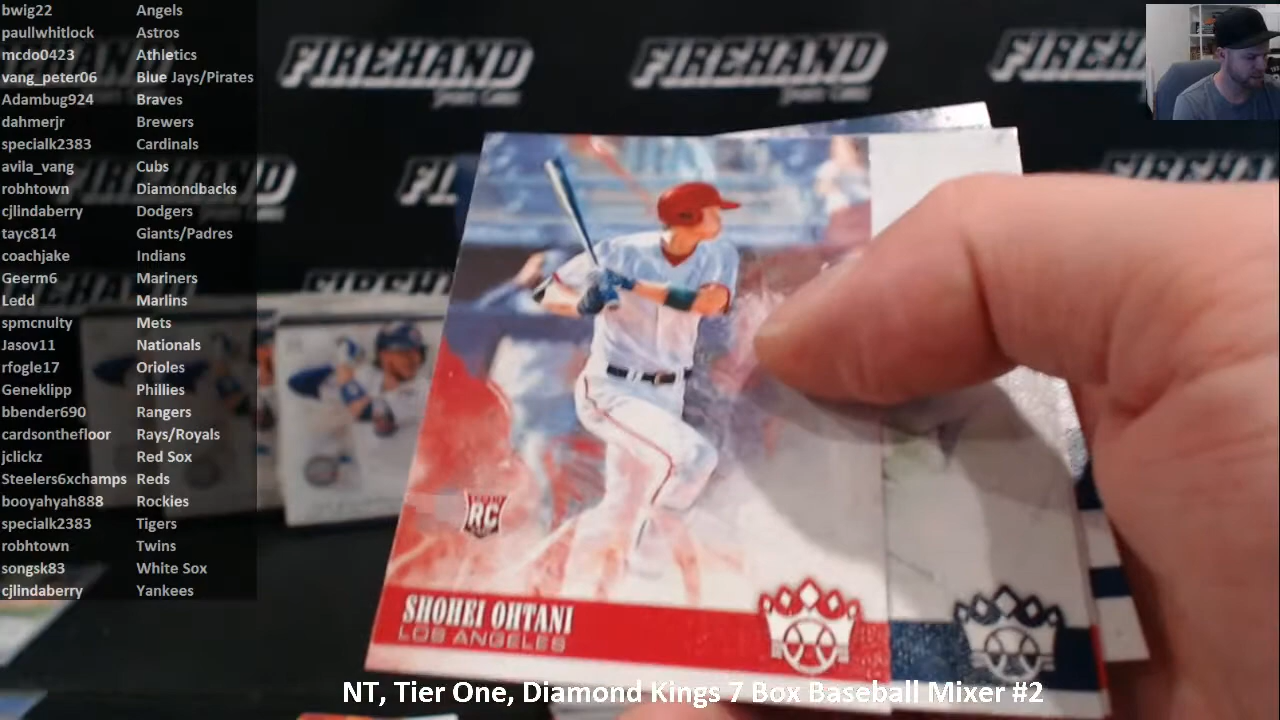 bwig22 Angels
paullwhitlock Astros
mcdo0423 Athletics
vang_peter06 Blue Jays/Pirates
Adambug924 Braves
dahmerjr Brewers
specialk2383 Cardinals
avila_vang Cubs
robhtown Diamondbacks
cjlindaberry Dodgers
tayc814 Giants/Padres
coachjake Indians
Geerm6 Mariners
Ledd Marlins
spmcnulty Mets
Jasov11 Nationals
rfogle17 Orioles
Geneklipp Phillies
bbender690 Rangers
cardsonthefloor Rays/Royals
jclickz Red Sox
Steelers6xchamps Reds
booyahyah888 Rockies
specialk2383 Tigers
robhtown Twins
songsk83 White Sox
cjlindaberry Yankees
FIREHAND
FIREHAND
RC
SHOHEI OHTANI
LOS ANGELES
NT, Tier One, Diamond Kings 7 Box Baseball Mixer #2